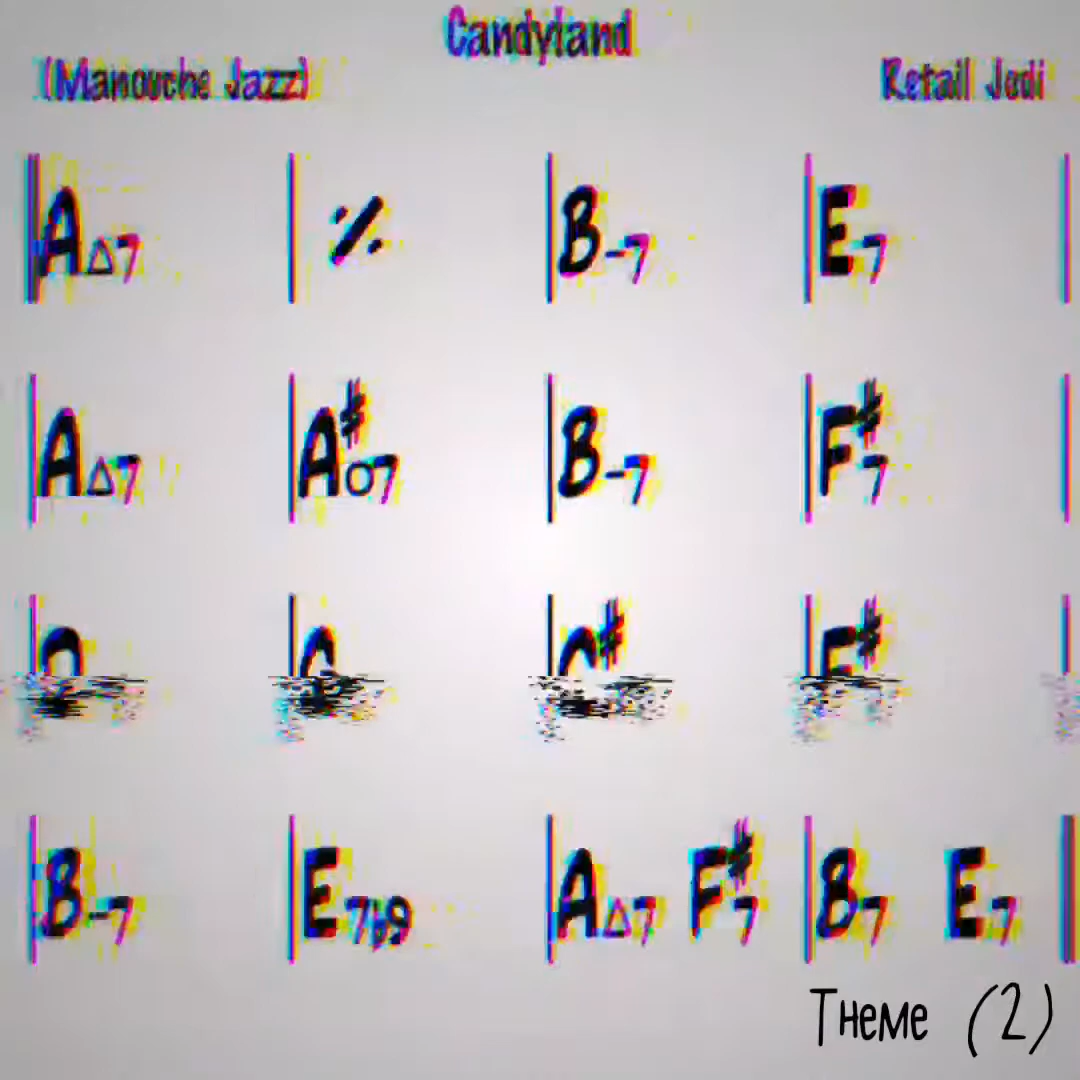 Candyland
(Manouche Jazz) Retail Jedi
A△7 | 𝄎 | B-7 | E7
A△7 | A♯o7 | B-7 | F♯7
B-7 | E7♭9 | A△7 F♯7 | B7 E7
THeMe (2)